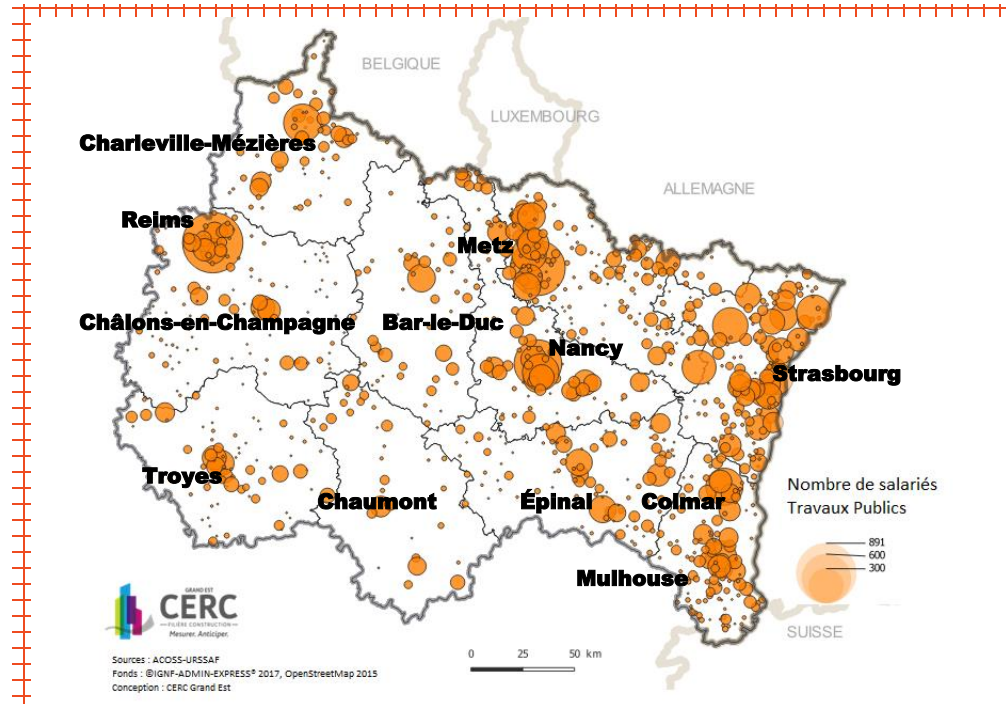 BELGIQUE
LUXEMBOURG
Charleville-Mézières
ALLEMAGNE
Reims
Metz
Châlons-en-Champagne
Bar-le-Duc
Nancy
Strasbourg
Troyes
Chaumont
Épinal
Colmar
Nombre de salariés
Travaux Publics
891
600
300
Mulhouse
SUISSE
GRAND EST
CERC
FILIÈRE CONSTRUCTION
Mesurer. Anticiper.
0 25 50 km
Sources : ACOSS-URSSAF
Fonds : ©IGNF-ADMIN-EXPRESS® 2017, OpenStreetMap 2015
Conception : CERC Grand Est